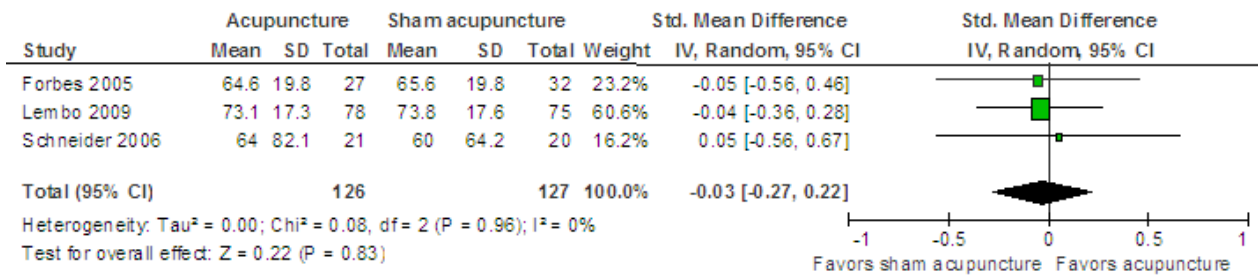 Acupuncture Sham acupuncture Std. Mean Difference Std. Mean Difference
Study Mean SD Total Mean SD Total Weight IV, Random, 95% CI IV, Random, 95% CI
Forbes 2005 64.6 19.8 27 65.6 19.8 32 23.2% -0.05 [-0.56, 0.46]
Lembo 2009 73.1 17.3 78 73.8 17.6 75 60.6% -0.04 [-0.36, 0.28]
Schneider 2006 64 82.1 21 60 64.2 20 16.2% 0.05 [-0.56, 0.67]
Total (95% CI) 126 127 100.0% -0.03 [-0.27, 0.22]
Heterogeneity: Tau² = 0.00; Chi² = 0.08, df = 2 (P = 0.96); I² = 0%
Test for overall effect: Z = 0.22 (P = 0.83)
-1 -0.5 0 0.5 1
Favors sham acupuncture Favors acupuncture